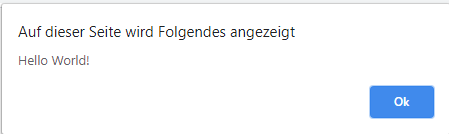 Auf dieser Seite wird Folgendes angezeigt
Hello World!
Ok